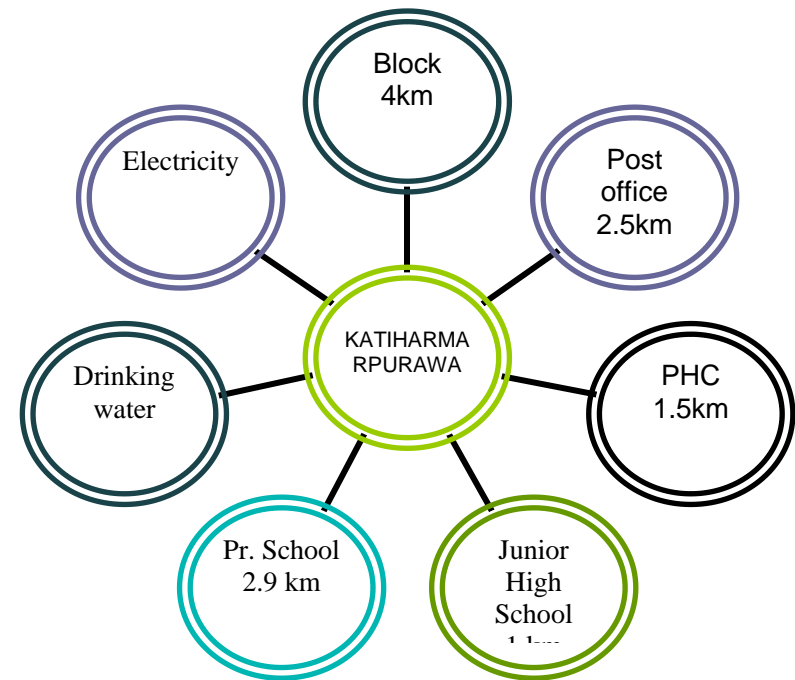 Block
4km
Electricity
Post
office
2.5km
KATIHARMA
RPURAWA
Drinking
water
PHC
1.5km
Pr. School
2.9 km
Junior
High
School